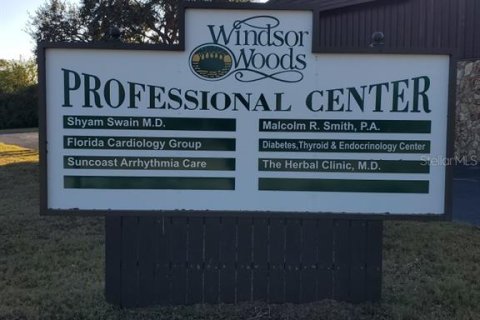 Windsor
Woods
PROFESSIONAL CENTER
Shyam Swain M.D.
Florida Cardiology Group
Suncoast Arrhythmia Care
Malcolm R. Smith, P.A.
Diabetes,Thyroid & Endocrinology Center
The Herbal Clinic, M.D.
Stellar MLS